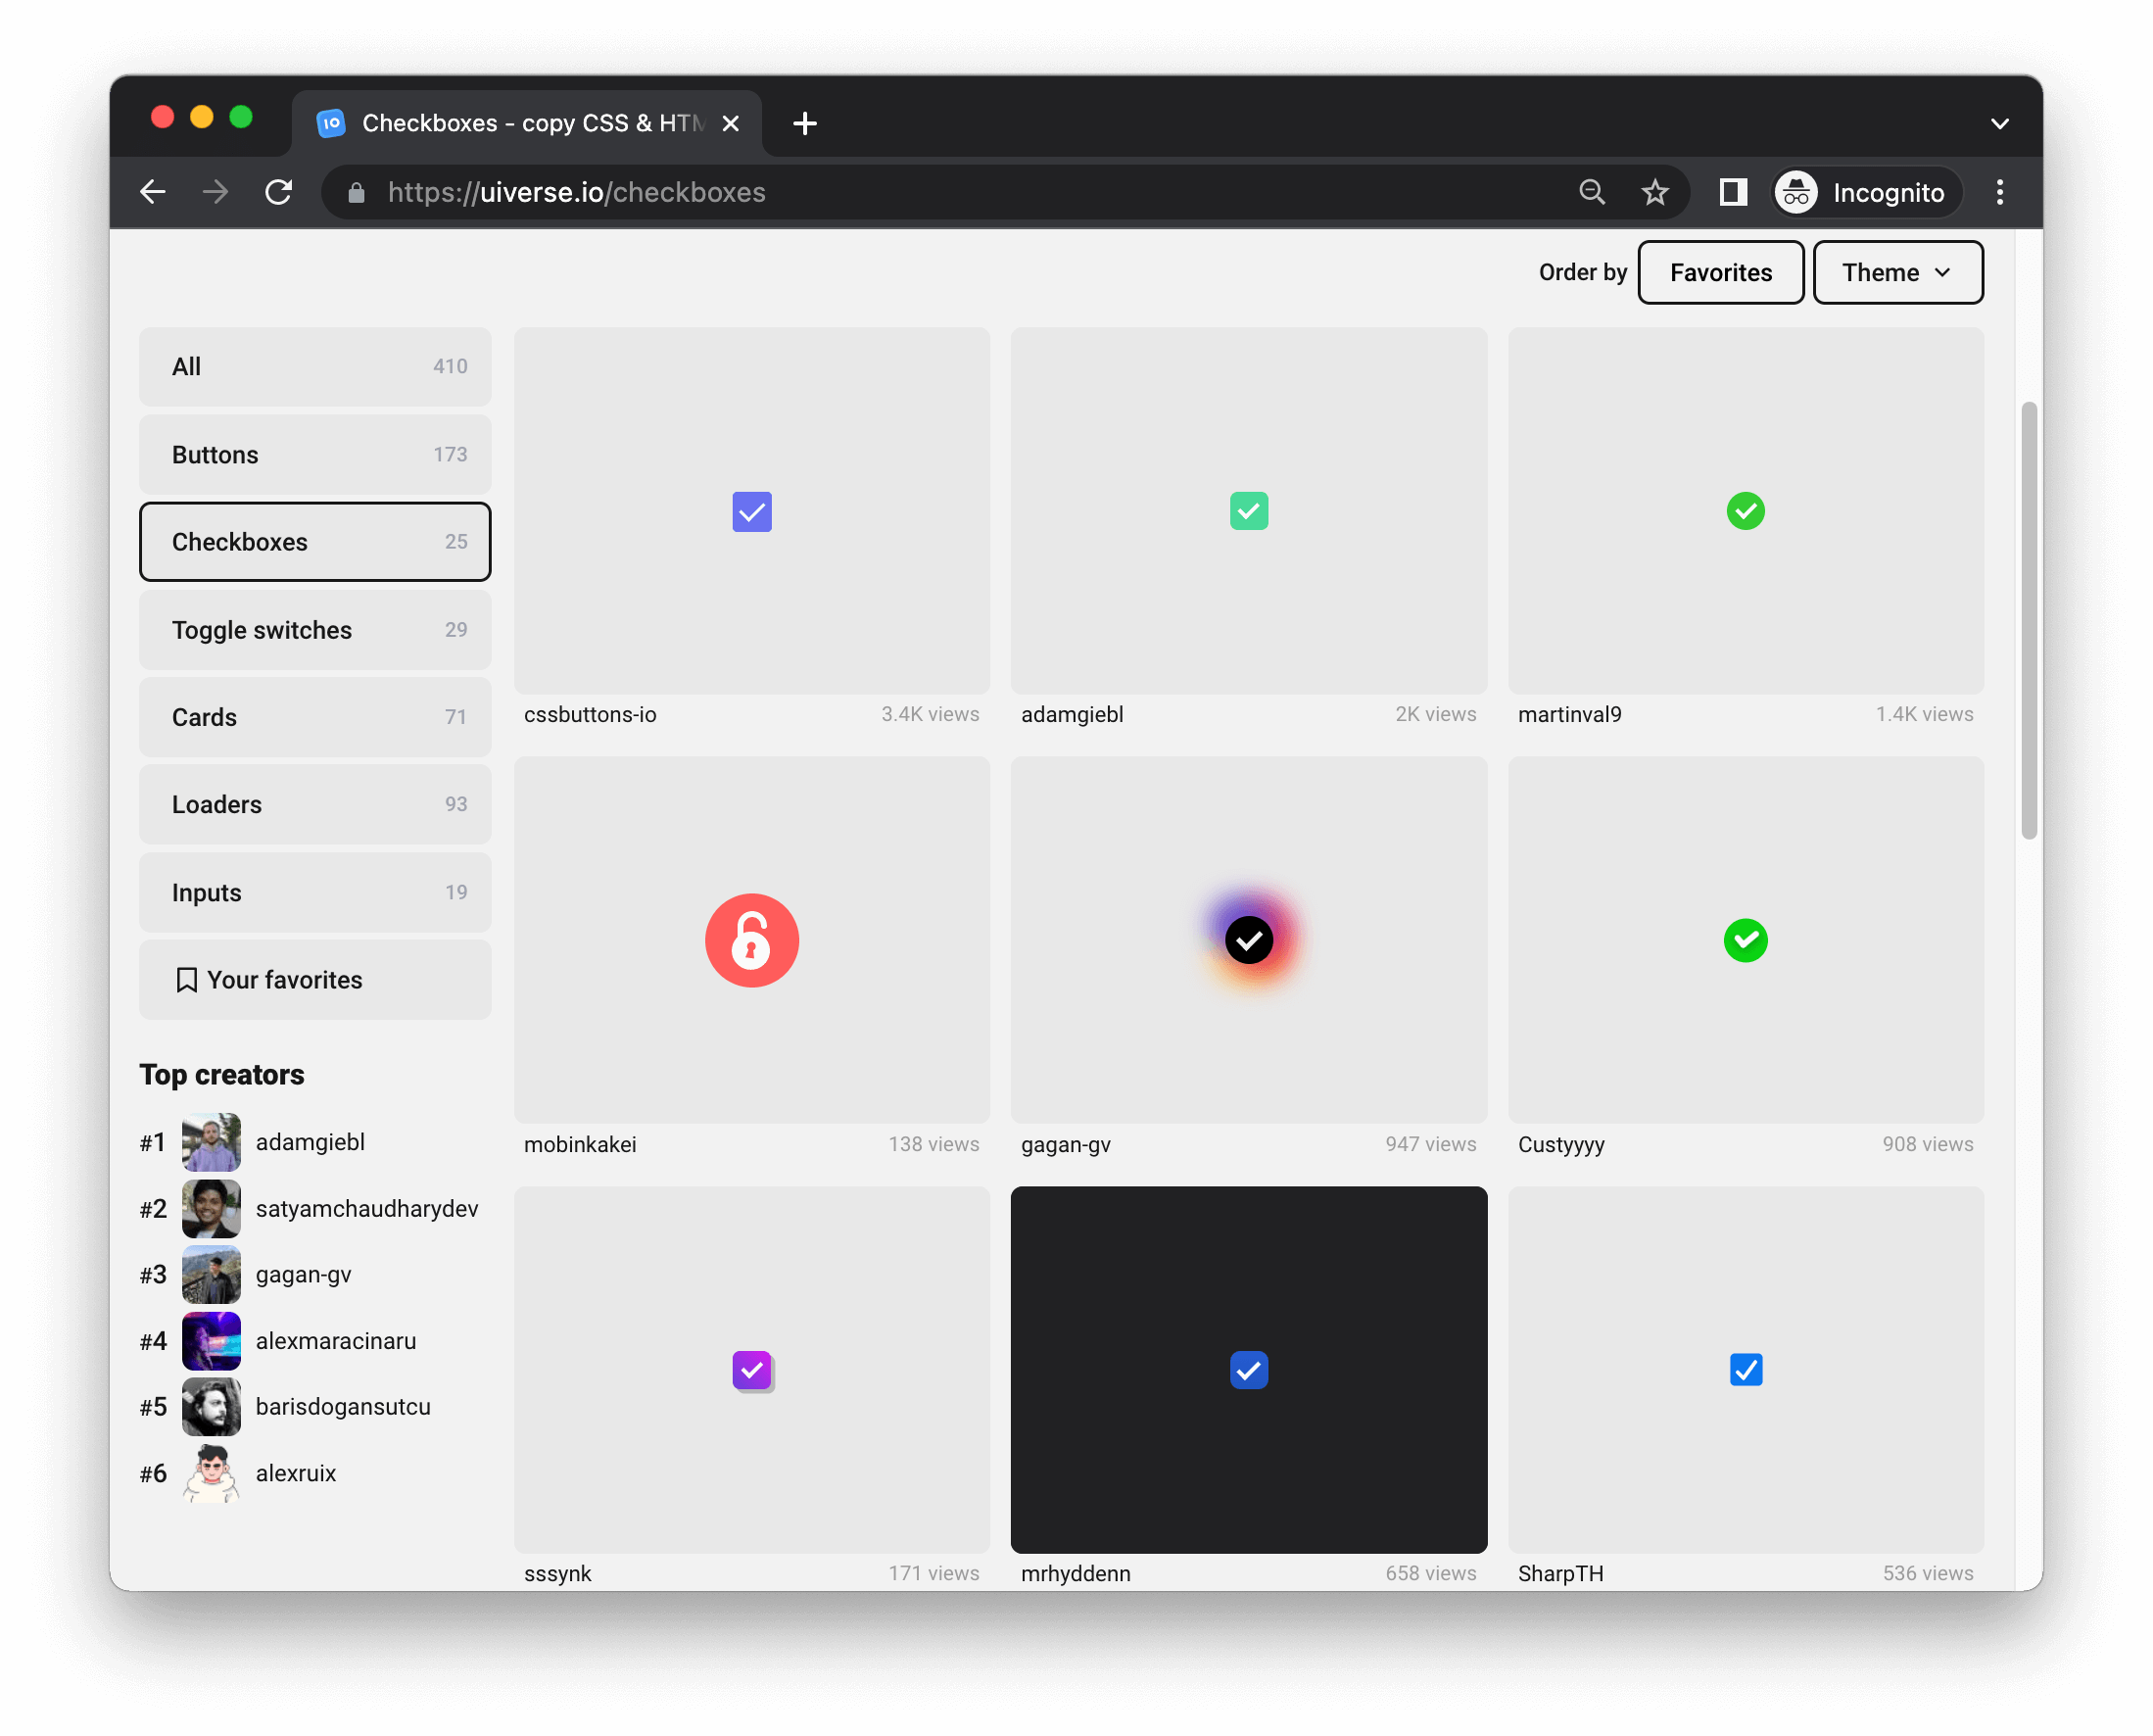 Checkboxes - copy CSS & HTM
https://uiverse.io/checkboxes
Incognito
Order by
Favorites
Theme
All 410
Buttons 173
Checkboxes 25
Toggle switches 29
Cards 71
Loaders 93
Inputs 19
Your favorites
Top creators
#1 adamgiebl
#2 satyamchaudharydev
#3 gagan-gv
#4 alexmaracinaru
#5 barisdogansutcu
#6 alexruix
cssbuttons-io 3.4K views
adamgiebl 2K views
martinval9 1.4K views
mobinkakei 138 views
gagan-gv 947 views
Custyyyy 908 views
sssynk 171 views
mrhyddenn 658 views
SharpTH 536 views